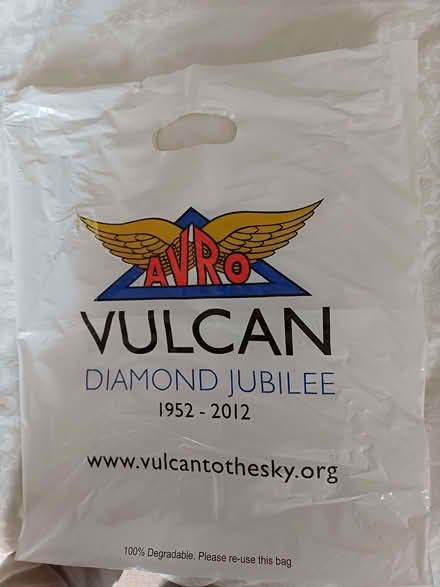 AVRO
VULCAN
DIAMOND JUBILEE
1952 - 2012
www.vulcantothesky.org
100% Degradable. Please re-use this bag